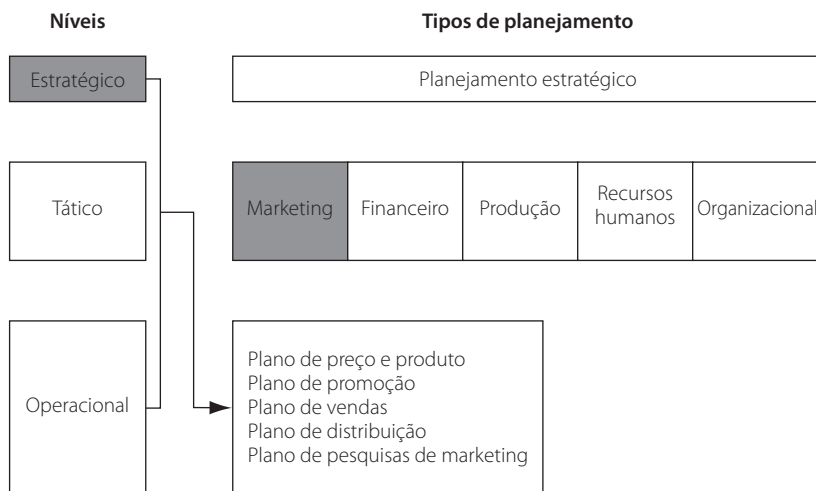 Níveis
Tipos de planejamento
Estratégico
Planejamento estratégico
Tático
Marketing
Financeiro
Produção
Recursos
humanos
Organizacional
Operacional
Plano de preço e produto
Plano de promoção
Plano de vendas
Plano de distribuição
Plano de pesquisas de marketing